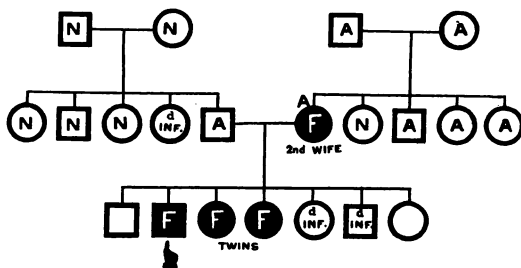 N N A A
A
N N N d INF. A F N A A A
2nd WIFE
F F F d INF. d INF.
TWINS